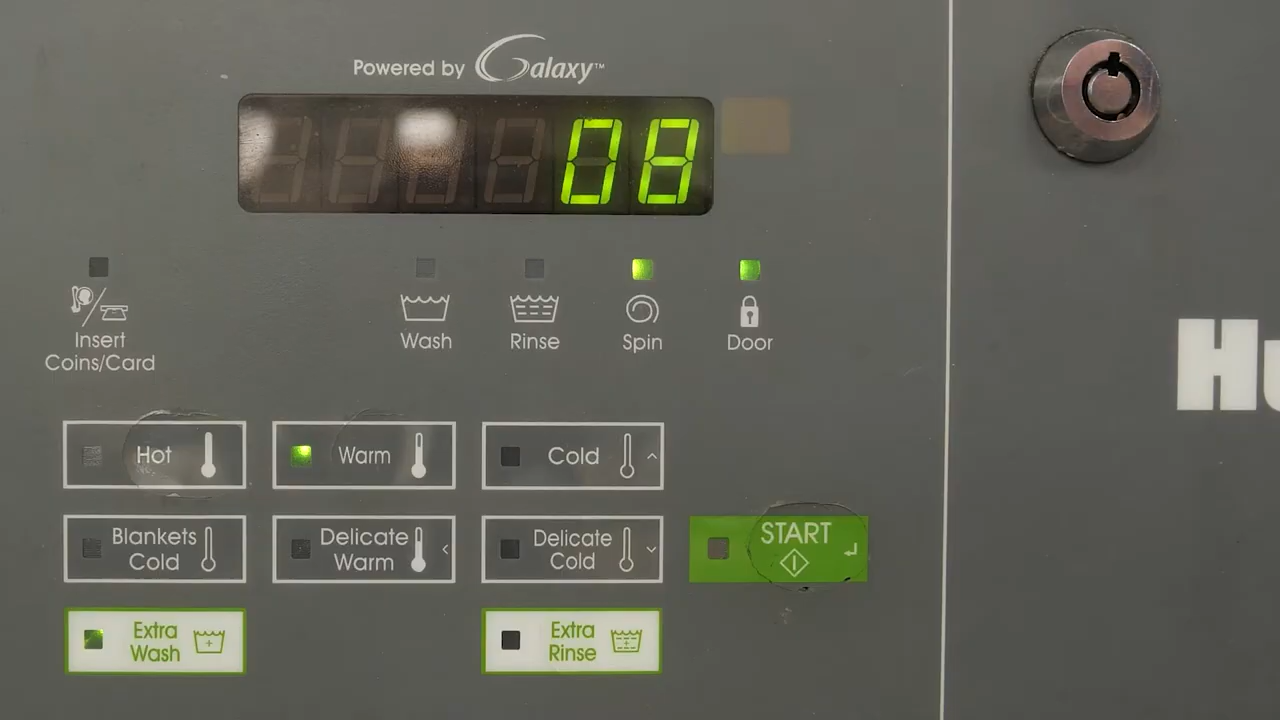 Powered by Galaxy™
08
Insert
Coins/Card
Wash
Rinse
Spin
Door
Hot
Warm
Cold
Blankets
Cold
Delicate
Warm
Delicate
Cold
START
Extra
Wash
Extra
Rinse
Hu